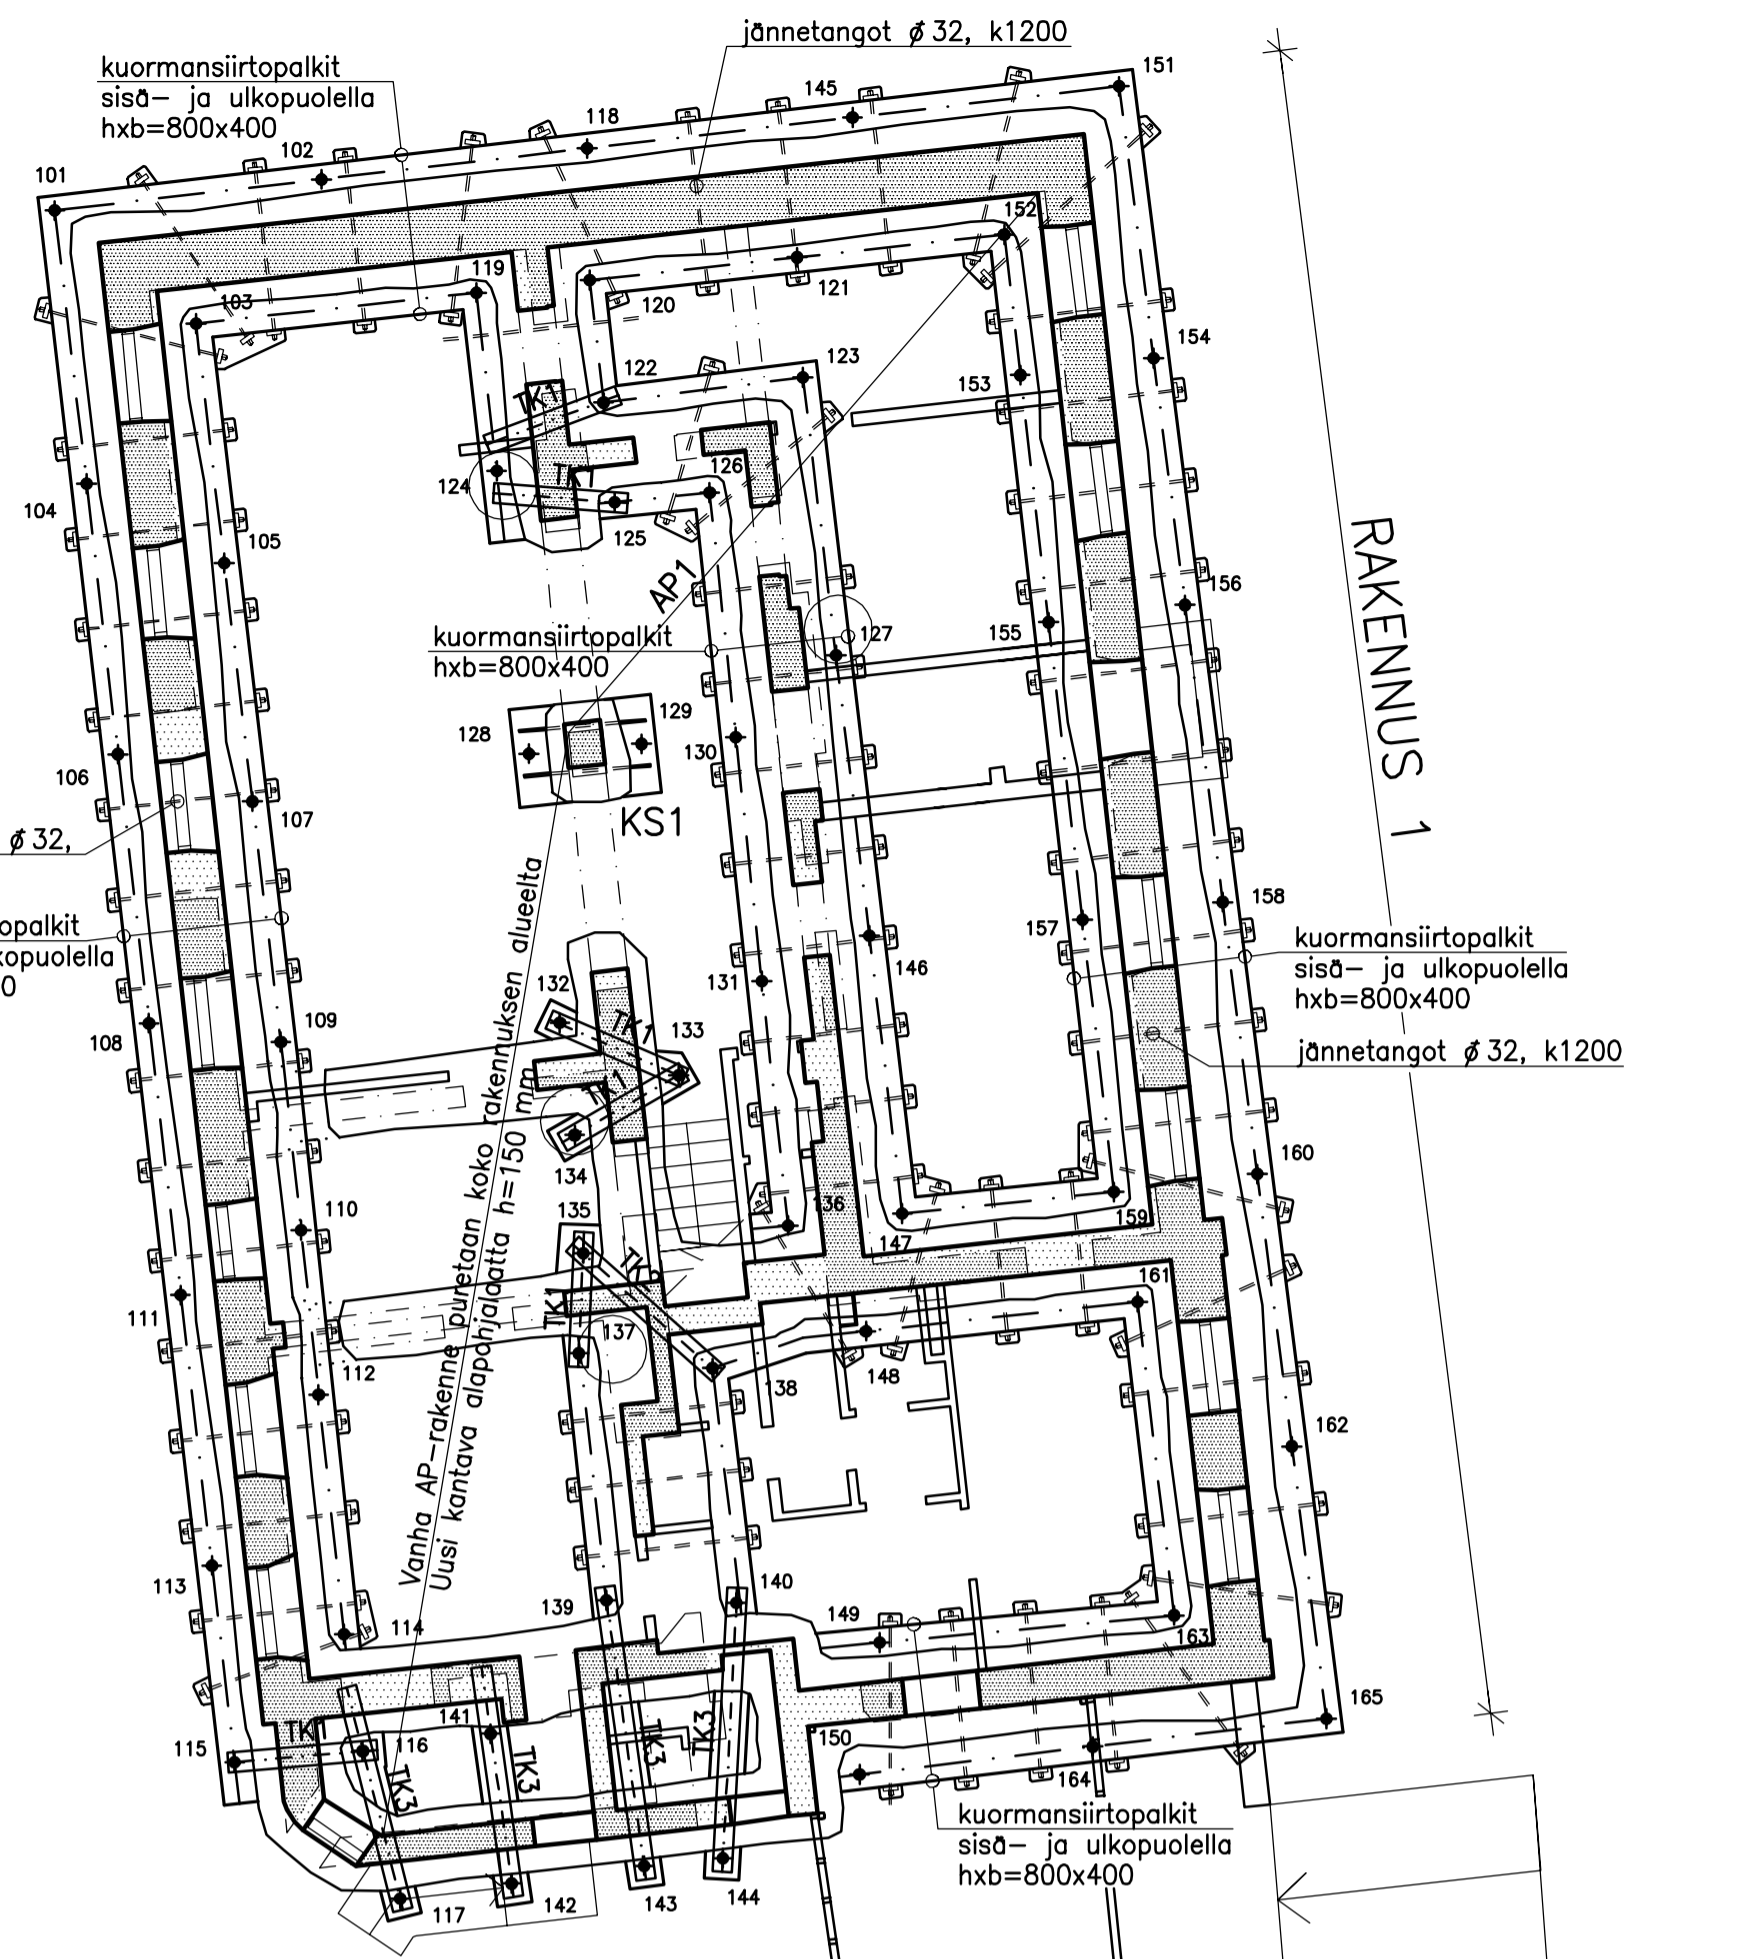 jännetangot ϕ 32, k1200
kuormansiirtopalkit
sisä- ja ulkopuolella
hxb=800x400
151
145
118
102
101
152
119
103
120
121
154
122
123
153
TK1
126
TK1
124
125
104
105
AP1
156
127
155
kuormansiirtopalkit
hxb=800x400
RAKENNUS 1
129
128
130
106
107
KS1
ϕ 32,
158
157
opalkit
kopuolella
0
kuormansiirtopalkit
sisä- ja ulkopuolella
hxb=800x400
146
131
132
109
108
TK1
133
jännetangot ϕ 32, k1200
TK1
134
160
110
135
136
159
147
161
111
TK1
137
112
138
148
162
Vanha AP-rakenne puretaan koko rakennuksen alueelta
Uusi kantava alapohjalaatta h=150 mm
113
139
140
149
114
163
165
141
115
TK1
116
150
TK3
TK3
TK3
TK3
164
kuormansiirtopalkit
sisä- ja ulkopuolella
hxb=800x400
117
142
143
144